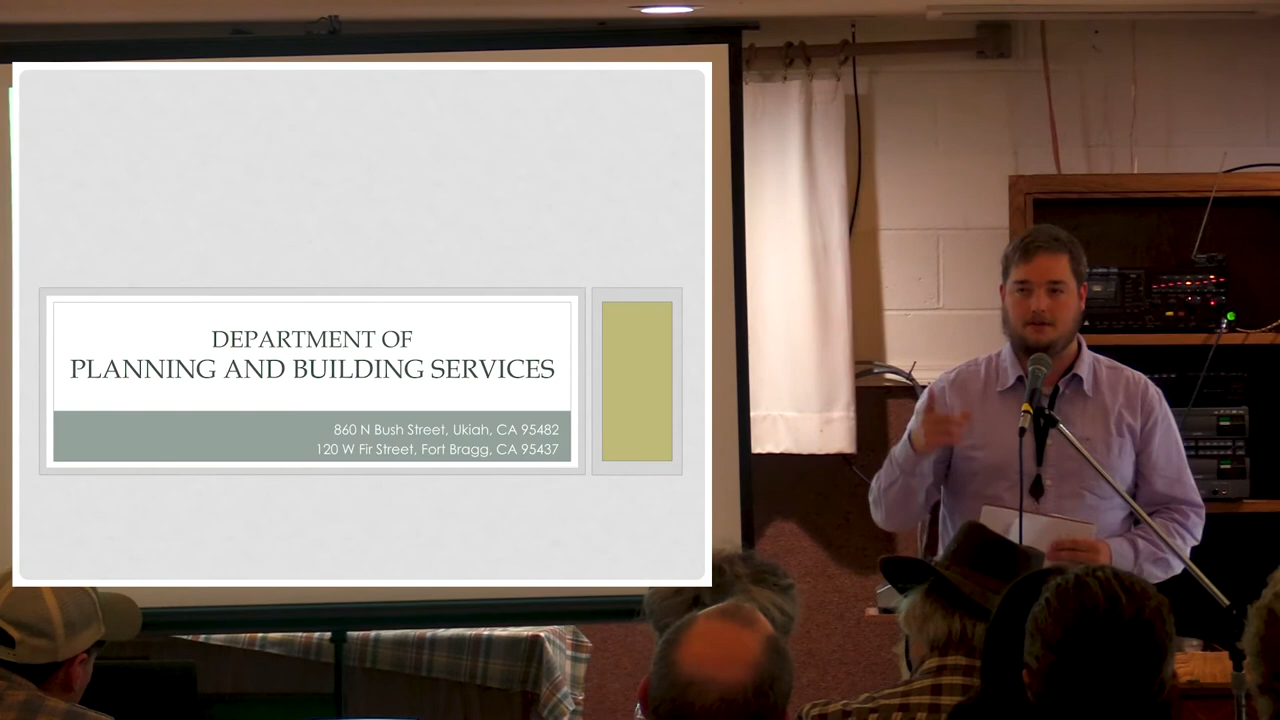 DEPARTMENT OF
PLANNING AND BUILDING SERVICES
860 N Bush Street, Ukiah, CA 95482
120 W Fir Street, Fort Bragg, CA 95437